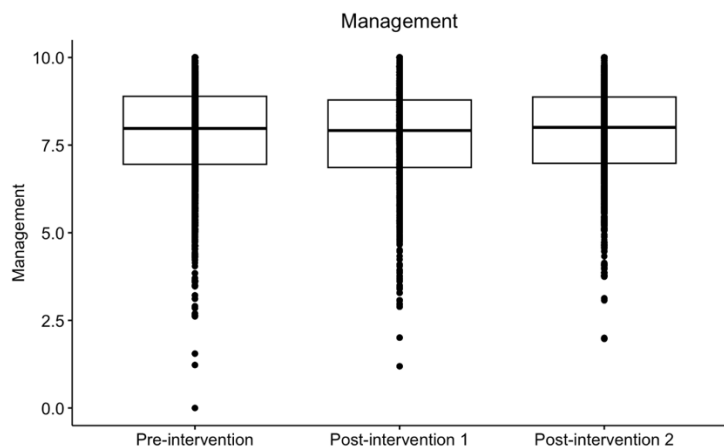 Management
10.0
7.5
5.0
2.5
0.0
Management
Pre-intervention Post-intervention 1 Post-intervention 2